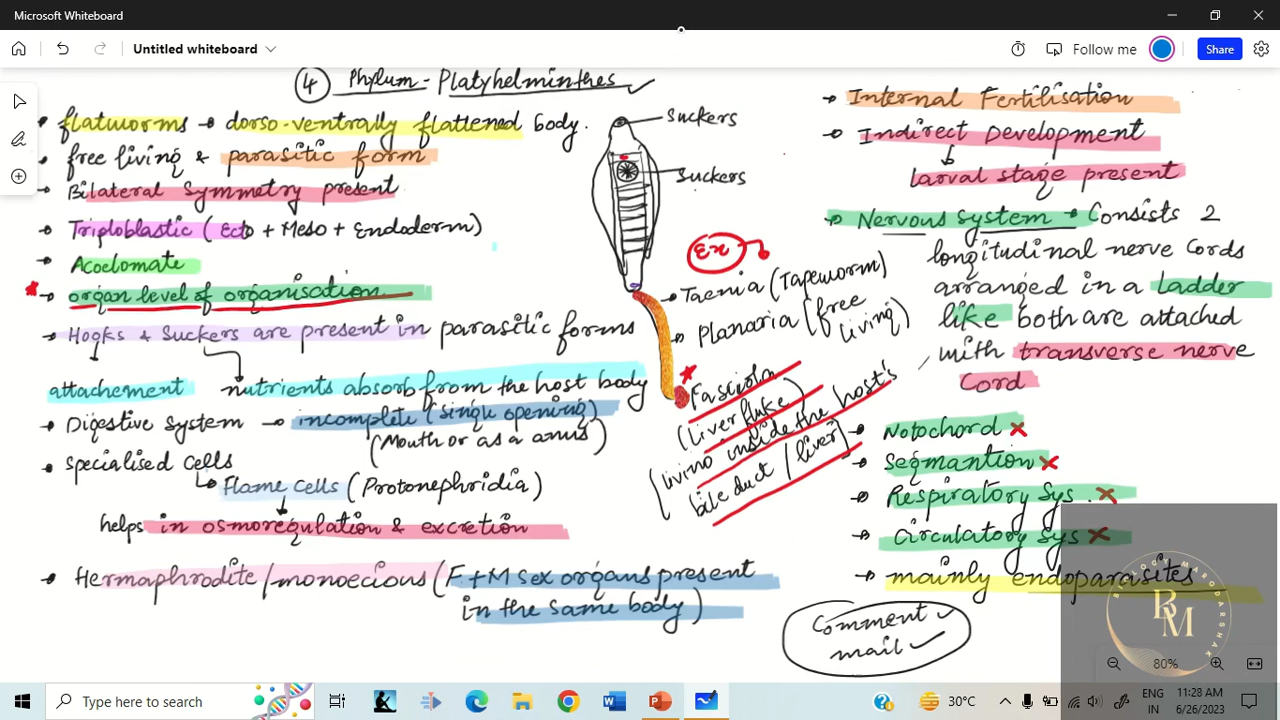 Microsoft Whiteboard
Untitled whiteboard
Follow me
Share
④ Phylum - Platyhelminthes
flatworms → dorso-ventrally flattened body.
free living & parasitic form
Bilateral Symmetry present
Triploblastic (Ecto + Meso + Endoderm)
Acoelomate
organ level of organisation
Hooks & Suckers are present in parasitic forms
attachement nutrients absorb from the host body
Digestive System → incomplete (Single opening)
(Mouth or as a anus)
Specialised Cells
Flame Cells (Protonephridia)
helps in osmoregulation & excretion
Hermaphrodite/monoecious (F+M sex organs present
in the same body)
Suckers
Suckers
Ex
Taenia (Tapeworm)
Planaria (free
living)
Fasciola
(Liver fluke)
(living inside the host's
bile duct / liver)
Internal Fertilisation
Indirect Development
larval stage present
Nervous System → Consists 2
longitudinal nerve cords
arranged in a ladder
like both are attached
with transverse nerve
Cord
Notochord ×
Segmantion ×
Respiratory Sys. ×
Circulatory Sys ×
mainly endoparasites
Comment ✓
mail ✓
BIOLOGY MARGDARSHAK
BM
80%
Type here to search
30°C
ENG
IN
11:28 AM
6/26/2023